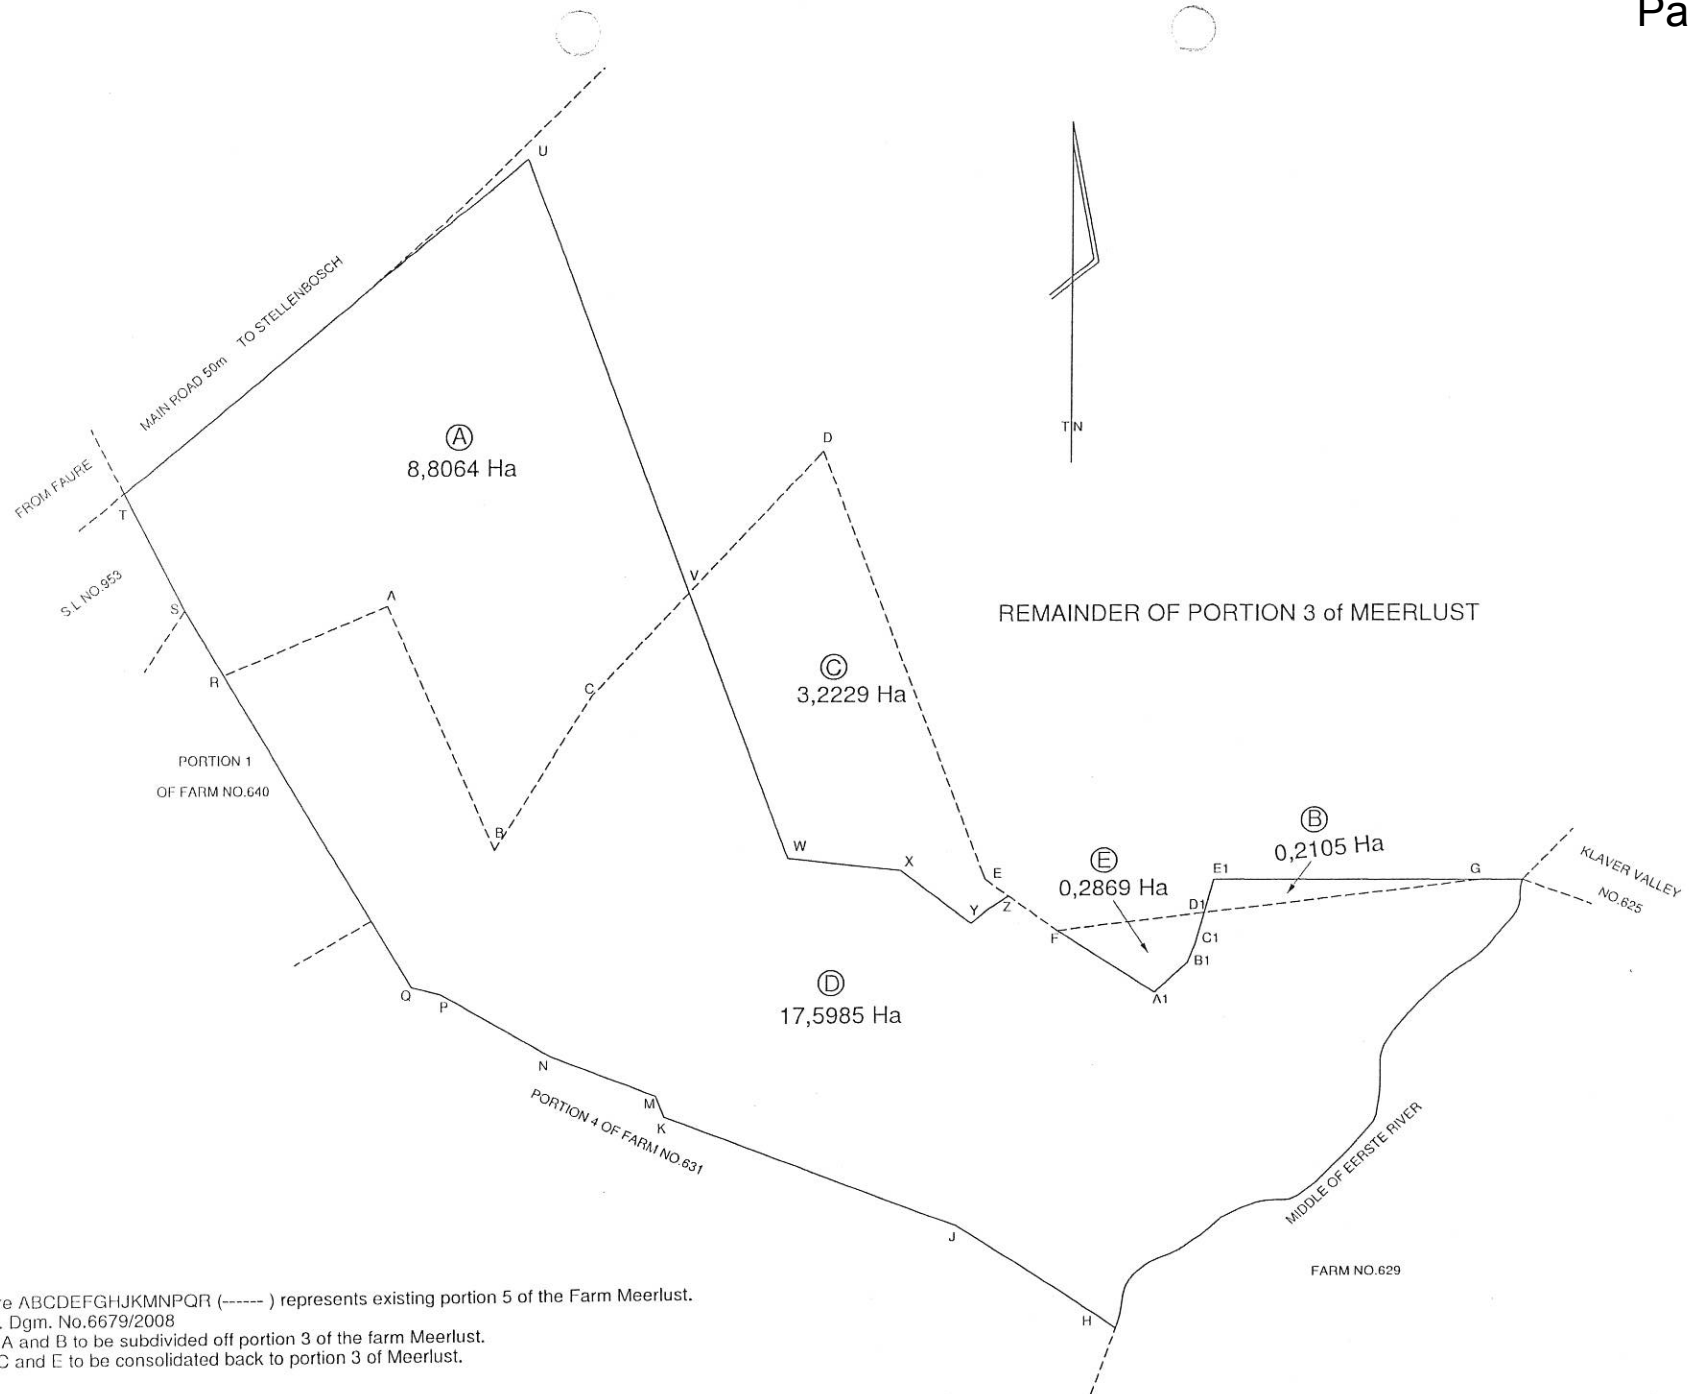 Pa
U
MAIN ROAD 50m TO STELLENBOSCH
A
8,8064 Ha
D
T N
FROM FAURE
T
S.L NO.953
S
A
V
R
C
REMAINDER OF PORTION 3 of MEERLUST
C
3,2229 Ha
PORTION 1
OF FARM NO.640
B
W
X
E
E
0,2869 Ha
B
0,2105 Ha
E1
G
KLAVER VALLEY
NO.625
Y
Z
F
D1
C1
B1
A1
D
17,5985 Ha
Q
P
N
M
K
PORTION 4 OF FARM NO.631
J
H
MIDDLE OF EERSTE RIVER
FARM NO.629
re ABCDEFGHJKMNPQR (------ ) represents existing portion 5 of the Farm Meerlust.
. Dgm. No.6679/2008
A and B to be subdivided off portion 3 of the farm Meerlust.
C and E to be consolidated back to portion 3 of Meerlust.